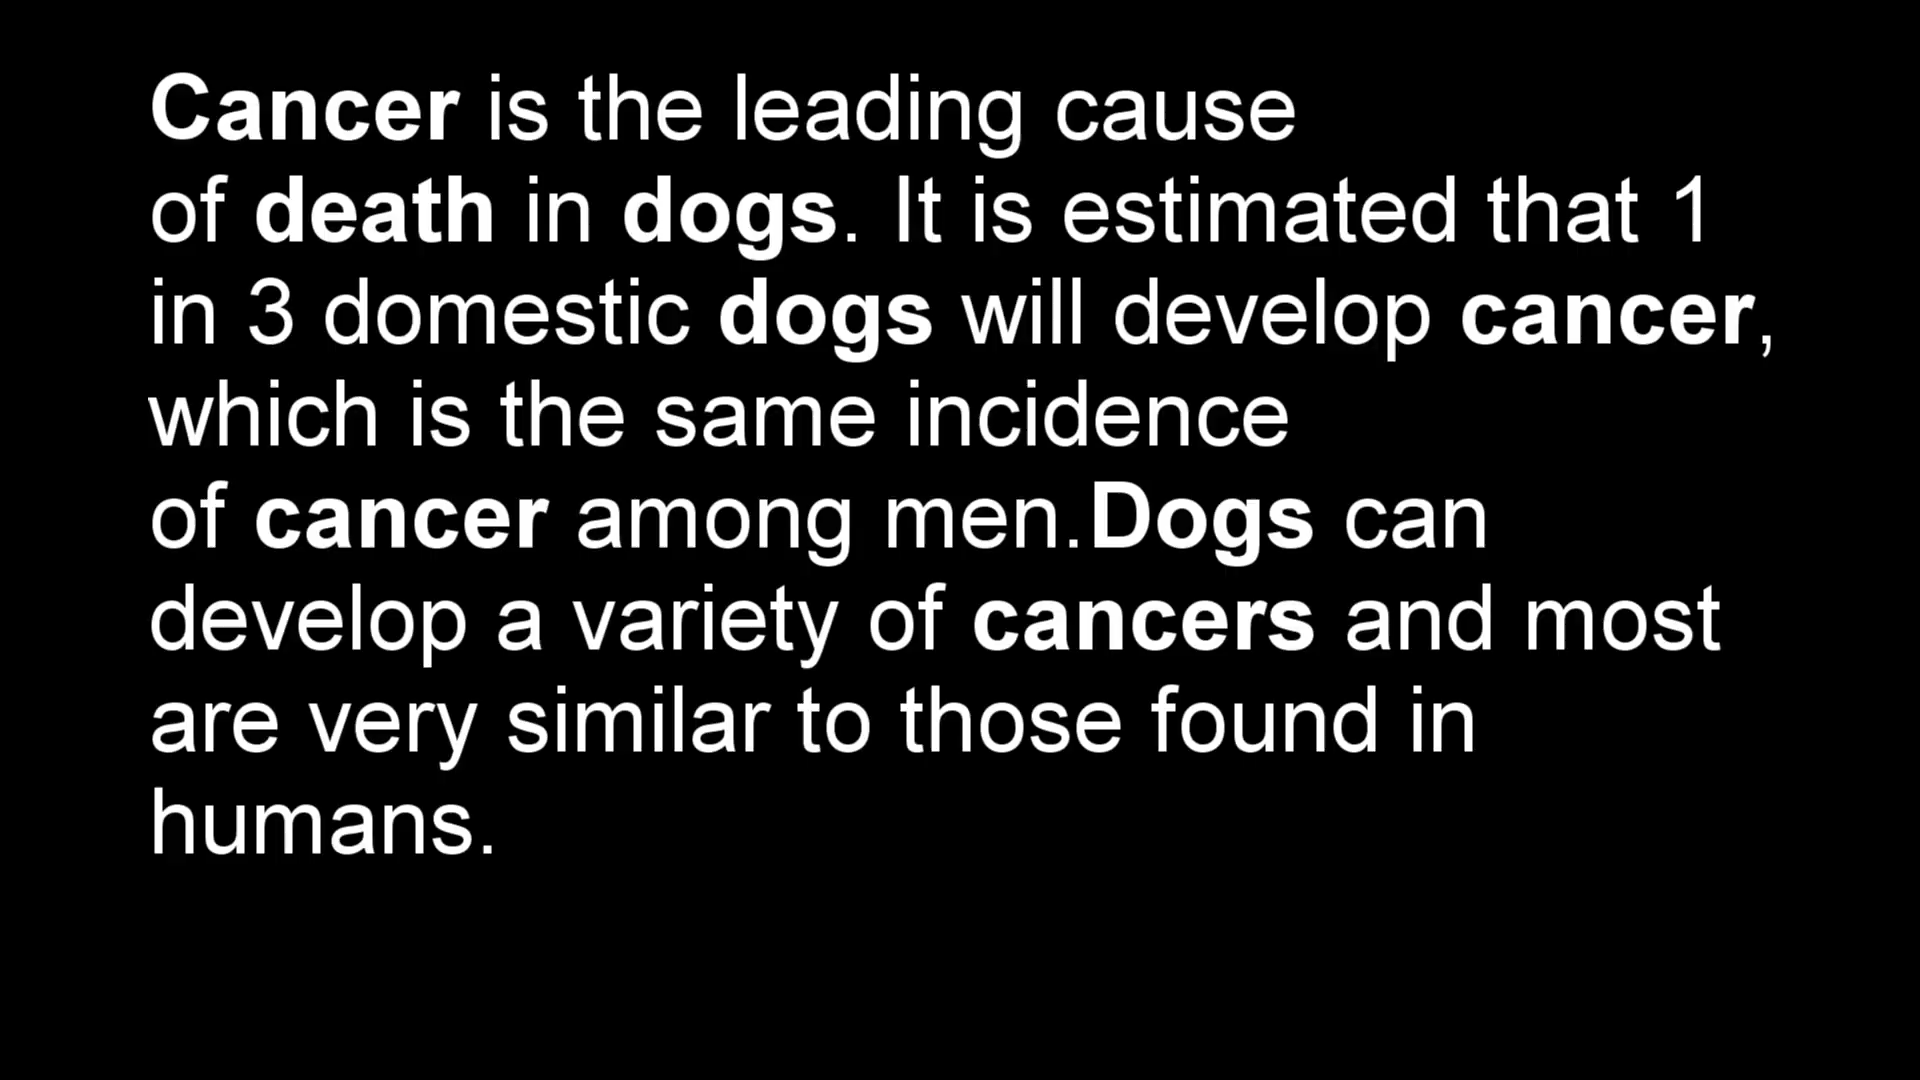 Cancer is the leading cause
of death in dogs. It is estimated that 1
in 3 domestic dogs will develop cancer,
which is the same incidence
of cancer among men.Dogs can
develop a variety of cancers and most
are very similar to those found in
humans.